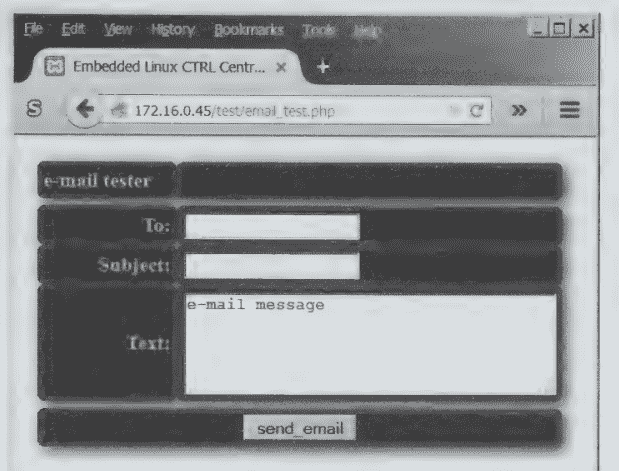 File Edit View History Bookmarks Tools Help
Embedded Linux CTRL Centr... × +
S 172.16.0.45/test/email_test.php
e-mail tester
To:
Subject:
Text:
e-mail message
send_email